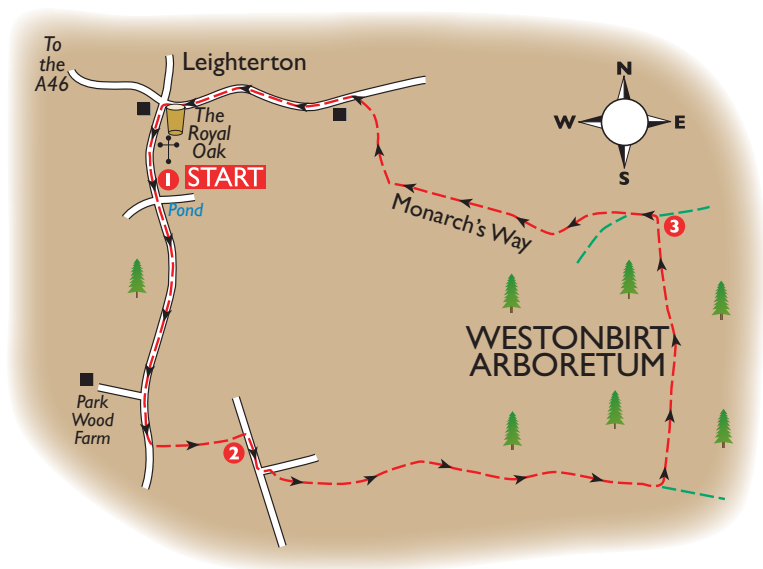 To
the
A46
Leighterton
The
Royal
Oak
1 START
Pond
N
W E
S
Monarch's Way
3
WESTONBIRT
ARBORETUM
Park
Wood
Farm
2